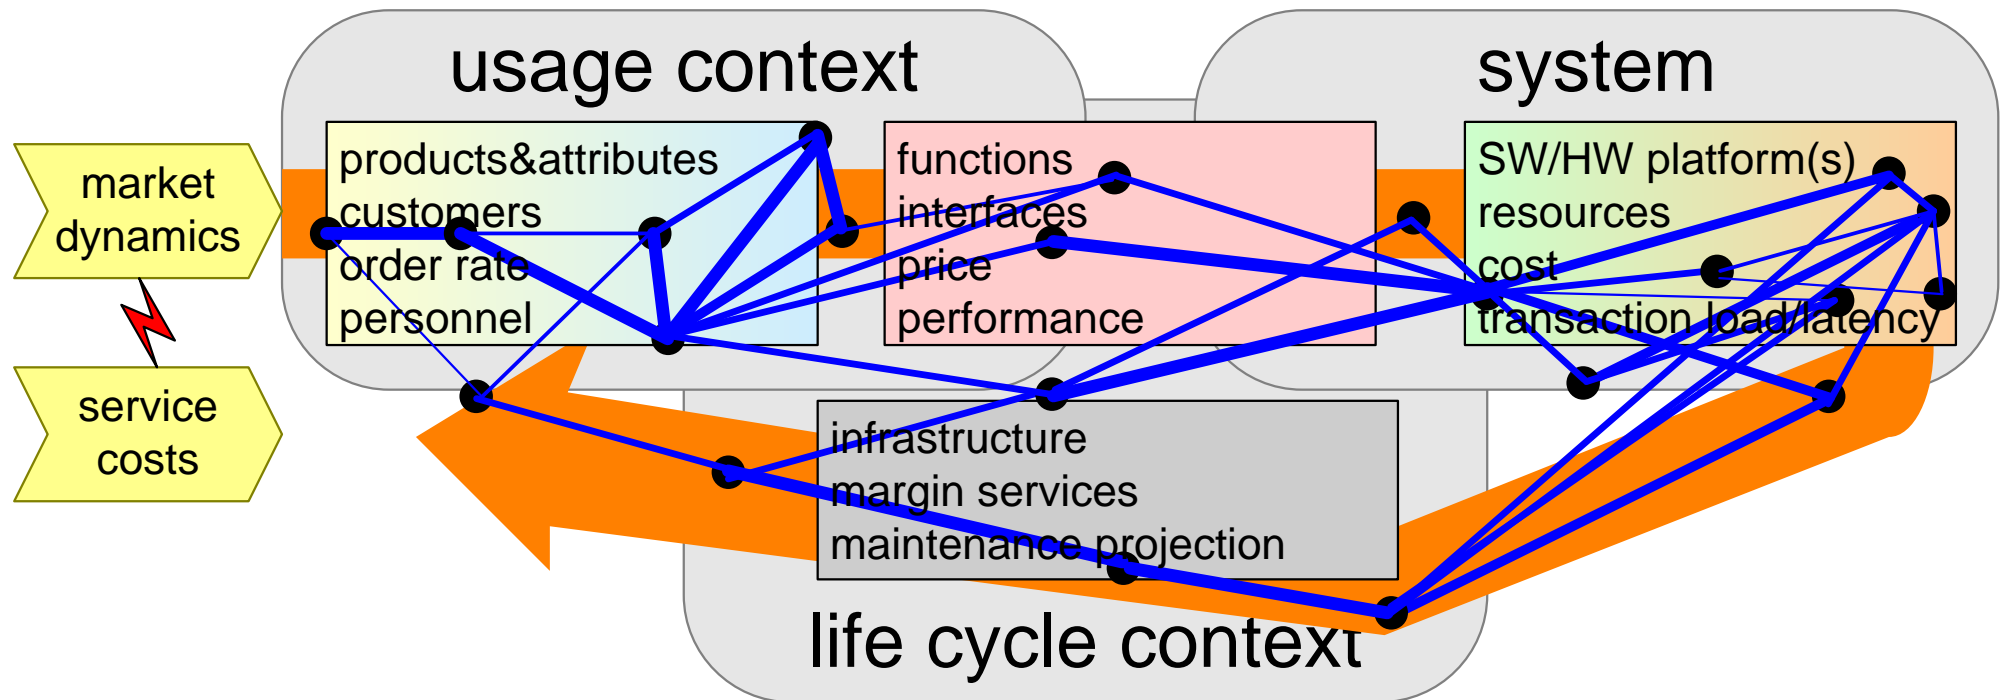 usage context
system
market
dynamics
products&attributes
customers
order rate
personnel
functions
interfaces
price
performance
SW/HW platform(s)
resources
cost
transaction load/latency
service
costs
infrastructure
margin services
maintenance projection
life cycle context